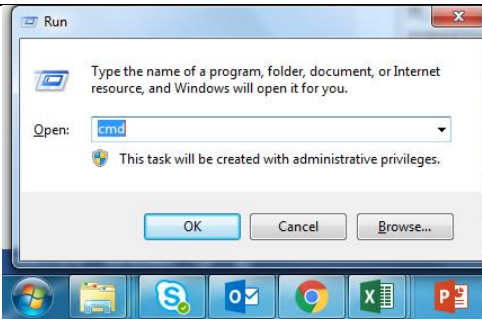 Run
Type the name of a program, folder, document, or Internet
resource, and Windows will open it for you.
Open: cmd
This task will be created with administrative privileges.
OK Cancel Browse...
S o X P